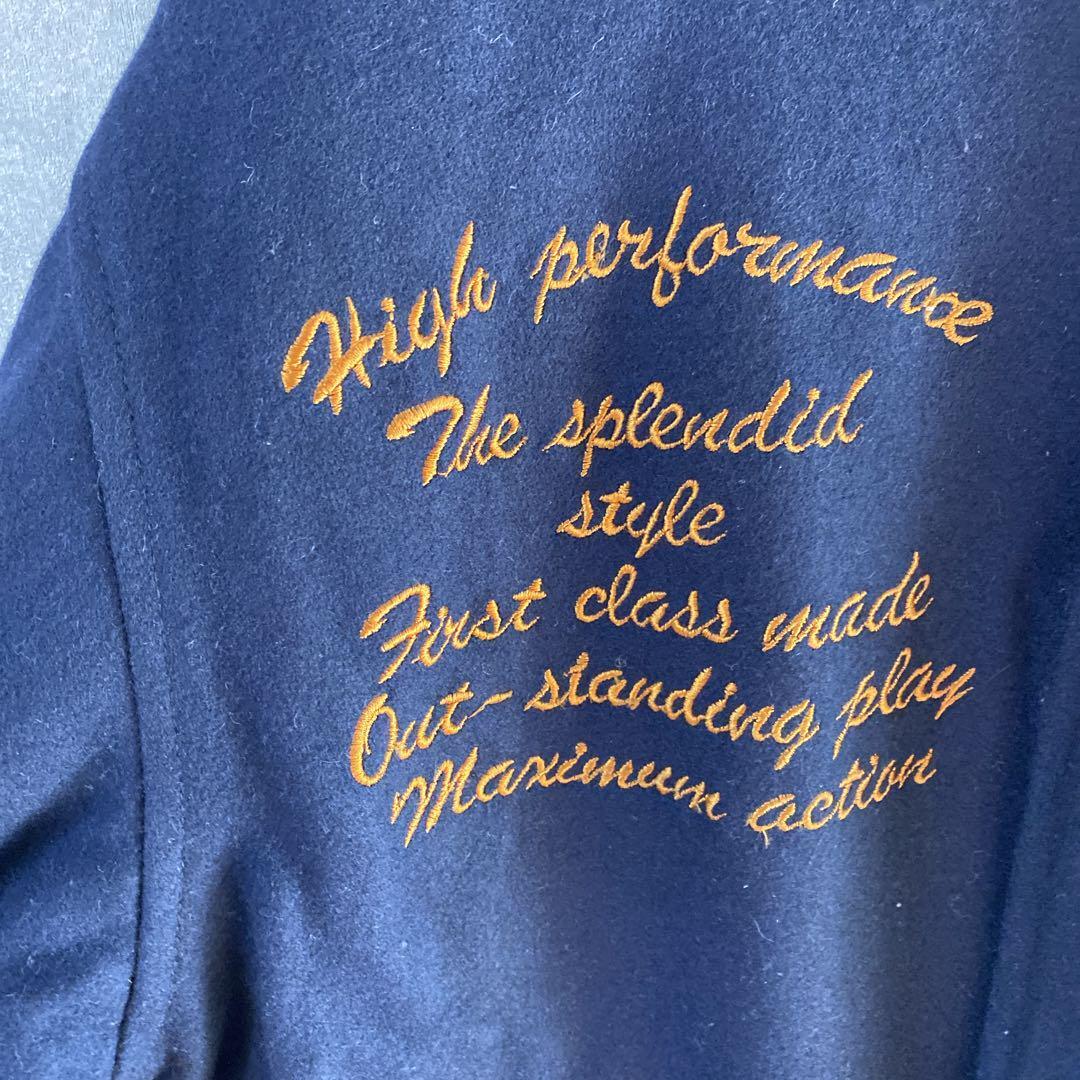 High performance
The splendid
style
First class made
Out-standing play
Maximum action